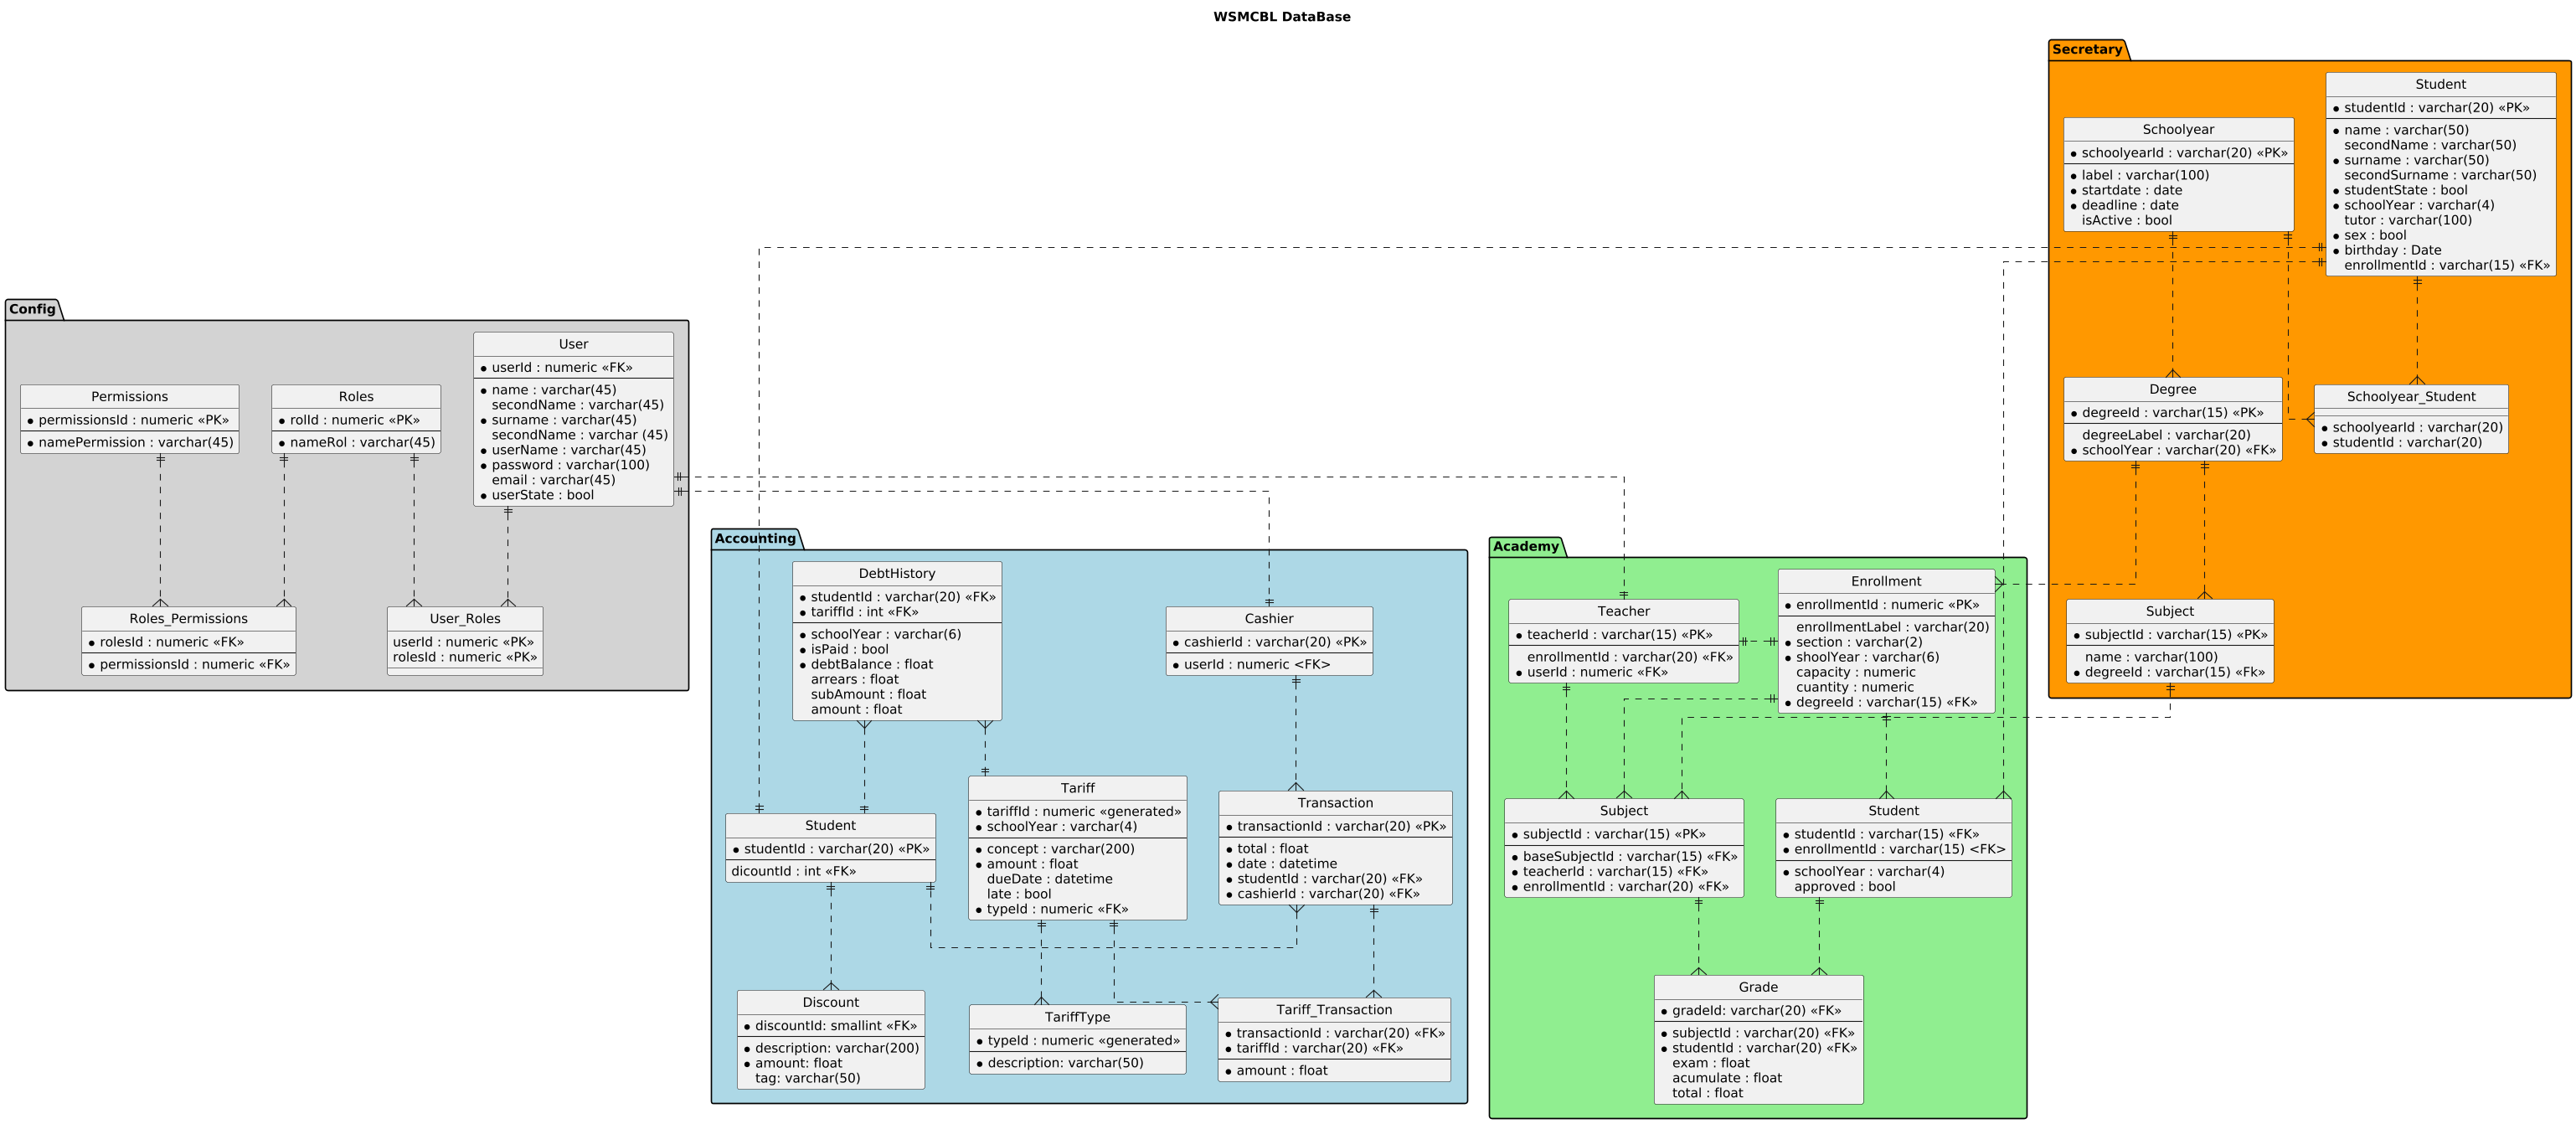 WSMCBL DataBase
Secretary
Student
studentId : varchar(20) «PK»
name : varchar(50)
secondName : varchar(50)
surname : varchar(50)
secondSurname : varchar(50)
studentState : bool
schoolYear : varchar(4)
tutor : varchar(100)
sex : bool
birthday : Date
enrollmentId : varchar(15) «FK»
Schoolyear
schoolyearId : varchar(20) «PK»
label : varchar(100)
startdate : date
deadline : date
isActive : bool
Degree
degreeId : varchar(15) «PK»
degreeLabel : varchar(20)
schoolYear : varchar(20) «FK»
Schoolyear_Student
schoolyearId : varchar(20)
studentId : varchar(20)
Subject
subjectId : varchar(15) «PK»
name : varchar(100)
degreeId : varchar(15) «Fk»
Config
User
userId : numeric «FK»
name : varchar(45)
secondName : varchar(45)
surname : varchar(45)
secondName : varchar (45)
userName : varchar(45)
password : varchar(100)
email : varchar(45)
userState : bool
Permissions
permissionsId : numeric «PK»
namePermission : varchar(45)
Roles
rolId : numeric «PK»
nameRol : varchar(45)
Roles_Permissions
rolesId : numeric «FK»
permissionsId : numeric «FK»
User_Roles
userId : numeric «PK»
rolesId : numeric «PK»
Accounting
DebtHistory
studentId : varchar(20) «FK»
tariffId : int «FK»
schoolYear : varchar(6)
isPaid : bool
debtBalance : float
arrears : float
subAmount : float
amount : float
Cashier
cashierId : varchar(20) «PK»
userId : numeric <FK>
Student
studentId : varchar(20) «PK»
dicountId : int «FK»
Tariff
tariffId : numeric «generated»
schoolYear : varchar(4)
concept : varchar(200)
amount : float
dueDate : datetime
late : bool
typeId : numeric «FK»
Transaction
transactionId : varchar(20) «PK»
total : float
date : datetime
studentId : varchar(20) «FK»
cashierId : varchar(20) «FK»
Discount
discountId: smallint «FK»
description: varchar(200)
amount: float
tag: varchar(50)
TariffType
typeId : numeric «generated»
description: varchar(50)
Tariff_Transaction
transactionId : varchar(20) «FK»
tariffId : varchar(20) «FK»
amount : float
Academy
Teacher
teacherId : varchar(15) «PK»
enrollmentId : varchar(20) «FK»
userId : numeric «FK»
Enrollment
enrollmentId : numeric «PK»
enrollmentLabel : varchar(20)
section : varchar(2)
shoolYear : varchar(6)
capacity : numeric
cuantity : numeric
degreeId : varchar(15) «FK»
Subject
subjectId : varchar(15) «PK»
baseSubjectId : varchar(15) «FK»
teacherId : varchar(15) «FK»
enrollmentId : varchar(20) «FK»
Student
studentId : varchar(15) «FK»
enrollmentId : varchar(15) <FK>
schoolYear : varchar(4)
approved : bool
Grade
gradeId: varchar(20) «FK»
subjectId : varchar(20) «FK»
studentId : varchar(20) «FK»
exam : float
acumulate : float
total : float